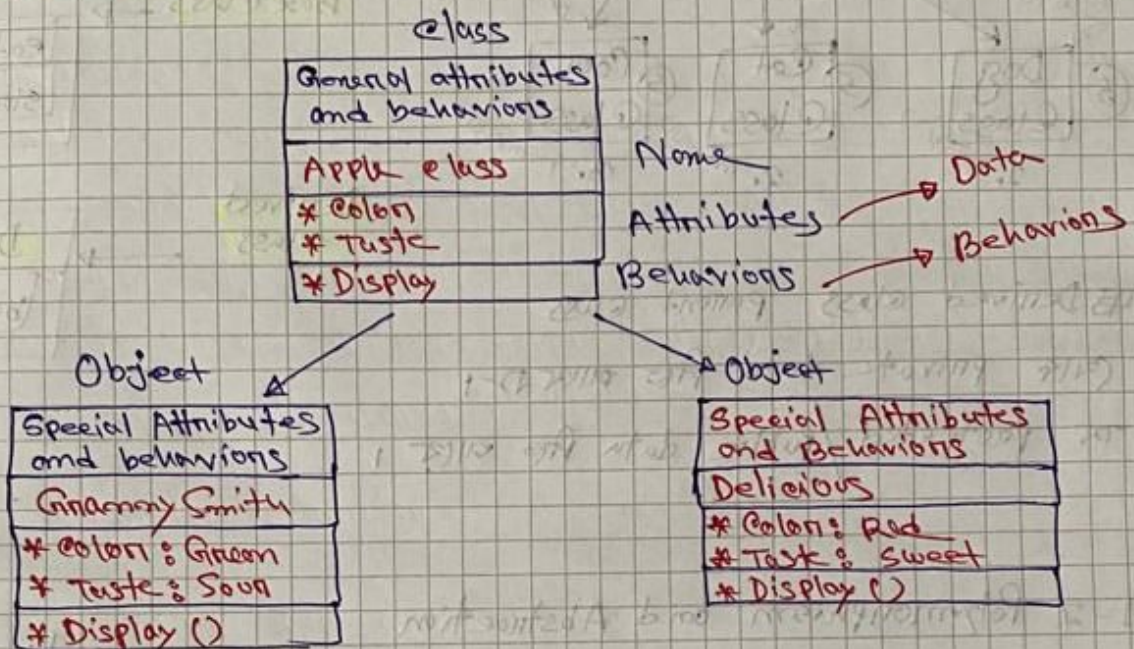 Class
General attributes
and behaviors
Apple class
* Color
* Taste
* Display
Name
Attributes
Behaviors
Data
Behaviors
Object
Special Attributes
and behaviors
Granny Smith
* Color: Green
* Taste: Sour
* Display ()
Object
Special Attributes
and Behaviors
Delicious
* Color: Red
* Task: Sweet
* Display ()